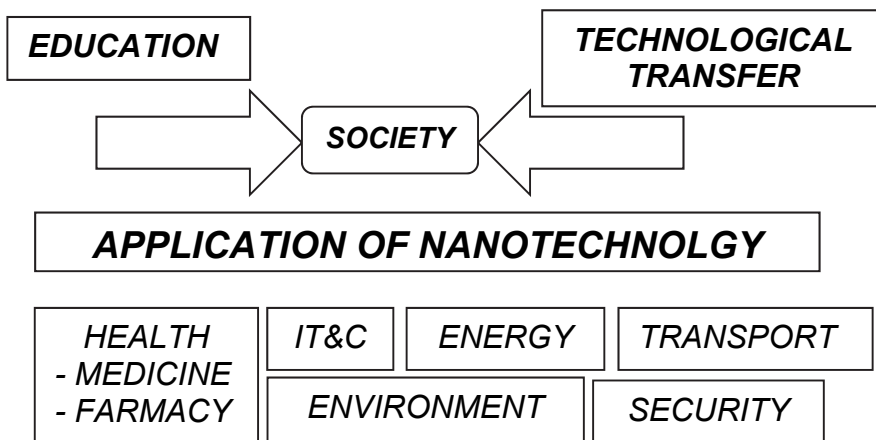 EDUCATION
TECHNOLOGICAL
TRANSFER
SOCIETY
APPLICATION OF NANOTECHNOLGY
HEALTH
- MEDICINE
- FARMACY
IT&C
ENERGY
TRANSPORT
ENVIRONMENT
SECURITY